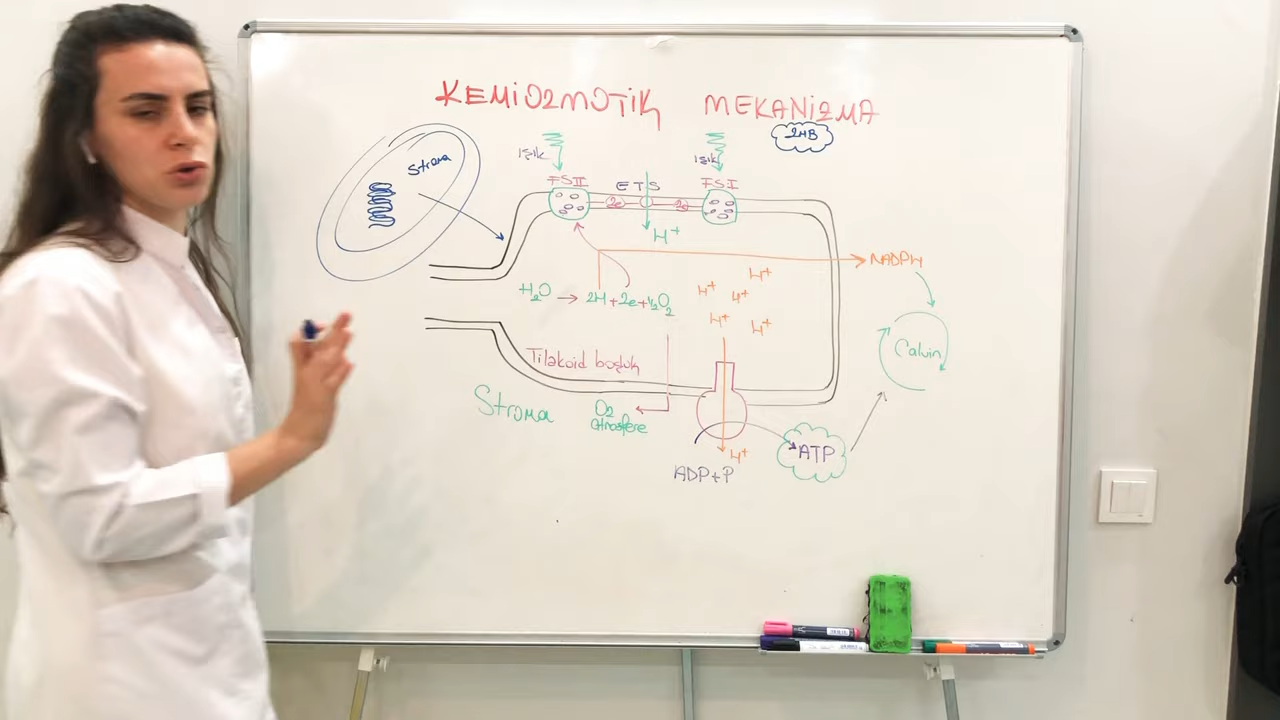 KEMİOZMOTİK MEKANİZMA
2HB
Stroma
Işık
Işık
FSII
ETS
FSI
2e
2e
H+
NADPH
H2O → 2H+2e+½O2
H+
H+
H+
H+
H+
Calvin
Tilakoid boşluk
Stroma
O2
atmosfere
ATP
H+
ADP+P